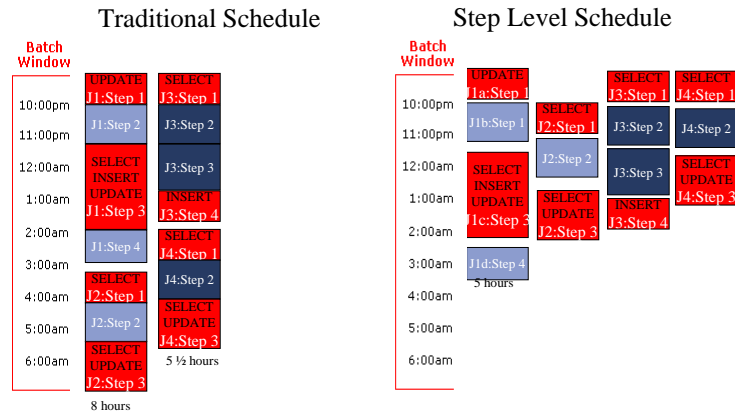 Traditional Schedule
Step Level Schedule
Batch
Window
10:00pm
11:00pm
12:00am
1:00am
2:00am
3:00am
4:00am
5:00am
6:00am
UPDATE
J1:Step 1
J1:Step 2
SELECT
INSERT
UPDATE
J1:Step 3
J1:Step 4
SELECT
J2:Step 1
J2:Step 2
SELECT
UPDATE
J2:Step 3
8 hours
SELECT
J3:Step 1
J3:Step 2
J3:Step 3
INSERT
J3:Step 4
SELECT
J4:Step 1
J4:Step 2
SELECT
UPDATE
J4:Step 3
5 ½ hours
Batch
Window
10:00pm
11:00pm
12:00am
1:00am
2:00am
3:00am
4:00am
5:00am
6:00am
UPDATE
J1a:Step 1
J1b:Step 1
SELECT
INSERT
UPDATE
J1c:Step 3
J1d:Step 4
5 hours
SELECT
J2:Step 1
J2:Step 2
SELECT
UPDATE
J2:Step 3
SELECT
J3:Step 1
J3:Step 2
J3:Step 3
INSERT
J3:Step 4
SELECT
J4:Step 1
J4:Step 2
SELECT
UPDATE
J4:Step 3